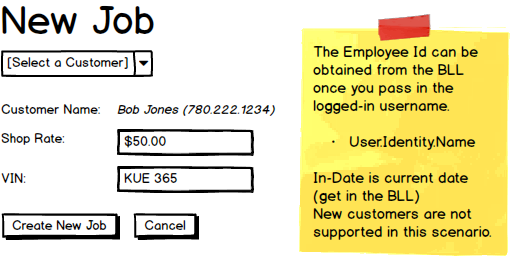 New Job
[Select a Customer]
Customer Name: Bob Jones (780.222.1234)
Shop Rate: $50.00
VIN: KUE 365
Create New Job Cancel
The Employee Id can be
obtained from the BLL
once you pass in the
logged-in username.
· User.Identity.Name
In-Date is current date
(get in the BLL)
New customers are not
supported in this scenario.